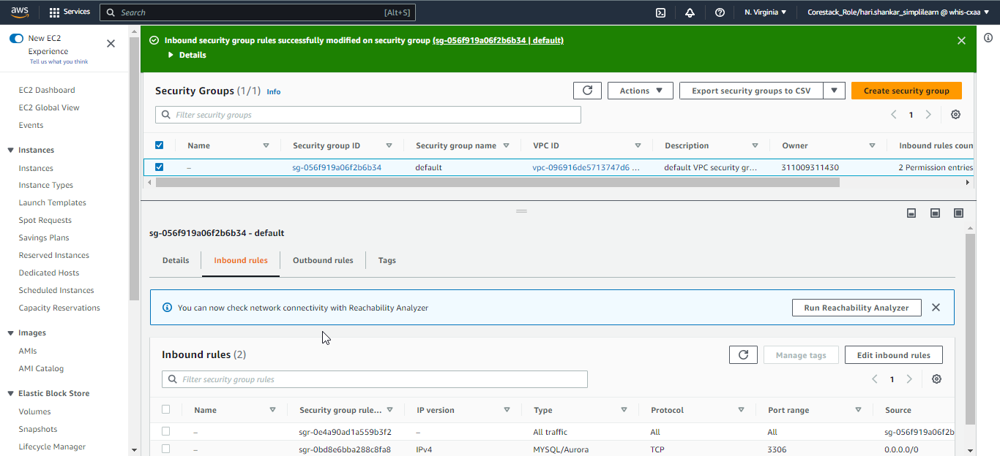 aws
Services
Search
[Alt+S]
N. Virginia
Corestack_Role/hari.shankar_simplilearn @ whis-cxaa
New EC2
Experience
Tell us what you think
EC2 Dashboard
EC2 Global View
Events
Instances
Instances
Instance Types
Launch Templates
Spot Requests
Savings Plans
Reserved Instances
Dedicated Hosts
Scheduled Instances
Capacity Reservations
Images
AMIs
AMI Catalog
Elastic Block Store
Volumes
Snapshots
Lifecycle Manager
Inbound security group rules successfully modified on security group (sg-056f919a06f2b6b34 | default)
Details
Security Groups (1/1) Info
Actions
Export security groups to CSV
Create security group
Filter security groups
1
Name Security group ID Security group name VPC ID Description Owner Inbound rules coun
– sg-056f919a06f2b6b34 default vpc-096916de5713747d6 ... default VPC security gr... 311009311430 2 Permission entries
sg-056f919a06f2b6b34 - default
Details Inbound rules Outbound rules Tags
You can now check network connectivity with Reachability Analyzer
Run Reachability Analyzer
Inbound rules (2)
Manage tags
Edit inbound rules
Filter security group rules
1
Name Security group rule... IP version Type Protocol Port range Source
– sgr-0e4a90ad1a559b3f2 – All traffic All All sg-056f919a06f2b
– sgr-0bd8e6bba288c8fa8 IPv4 MYSQL/Aurora TCP 3306 0.0.0.0/0